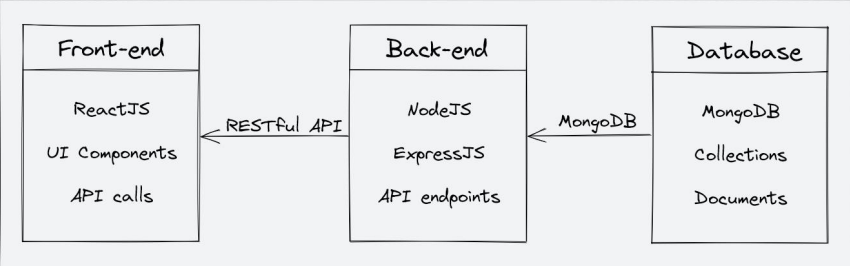 Front-end
ReactJS
UI Components
API calls
RESTful API
Back-end
NodeJS
ExpressJS
API endpoints
MongoDB
Database
MongoDB
Collections
Documents